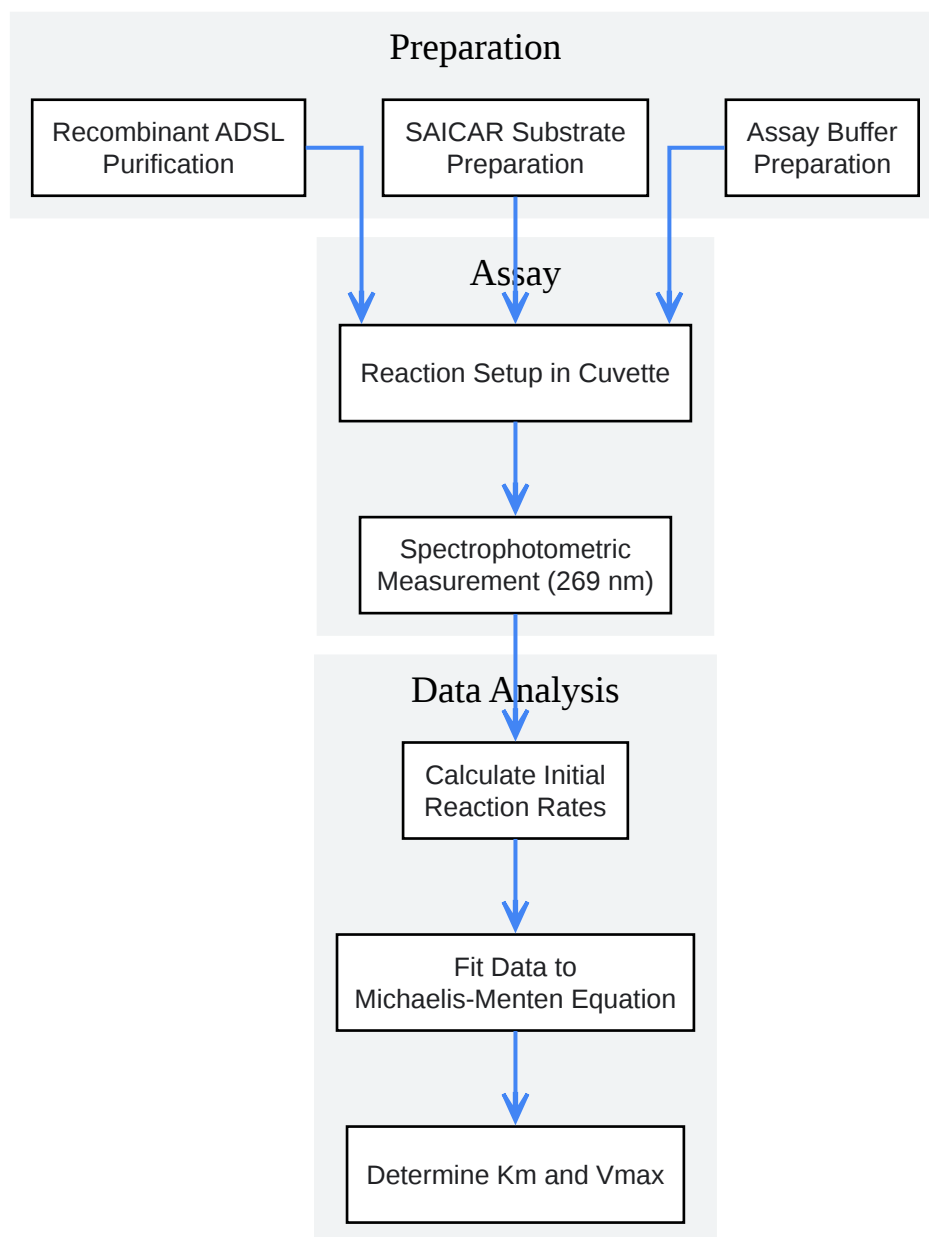 Preparation
Recombinant ADSL
Purification
SAICAR Substrate
Preparation
Assay Buffer
Preparation
Assay
Reaction Setup in Cuvette
Spectrophotometric
Measurement (269 nm)
Data Analysis
Calculate Initial
Reaction Rates
Fit Data to
Michaelis-Menten Equation
Determine Km and Vmax